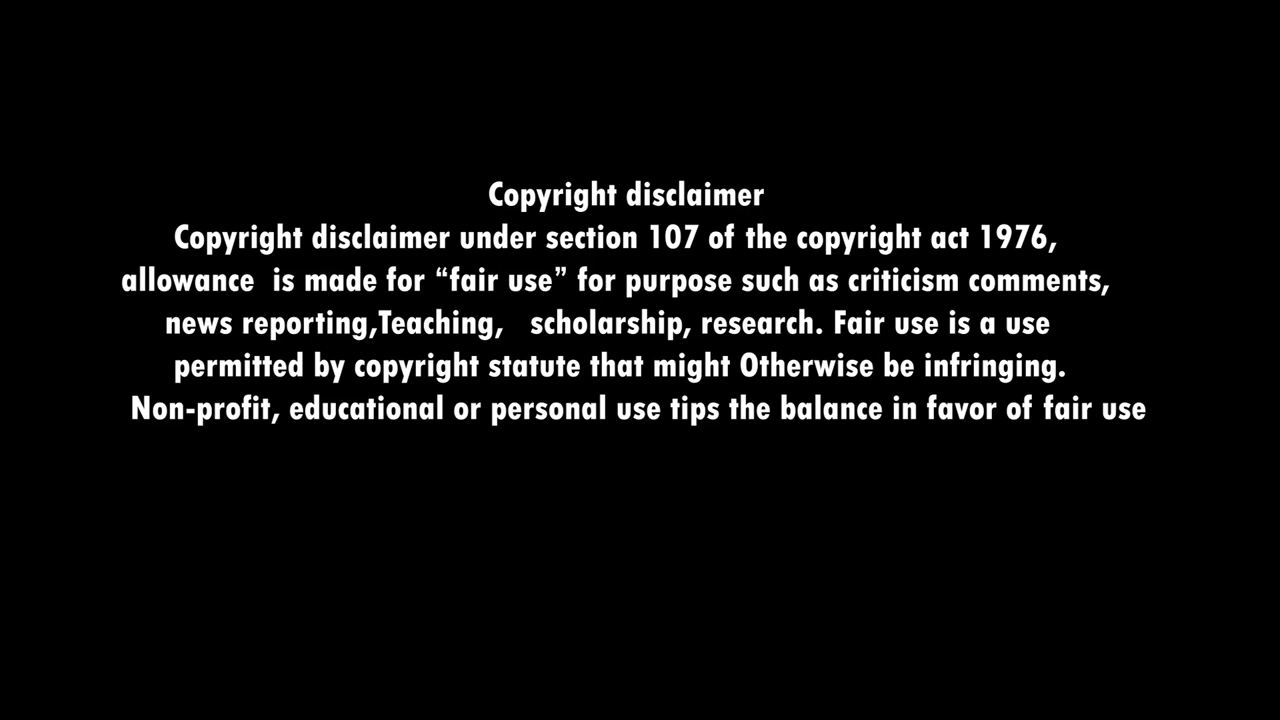 Copyright disclaimer
Copyright disclaimer under section 107 of the copyright act 1976,
allowance  is made for “fair use” for purpose such as criticism comments,
news reporting,Teaching,   scholarship, research. Fair use is a use
permitted by copyright statute that might Otherwise be infringing.
Non-profit, educational or personal use tips the balance in favor of fair use